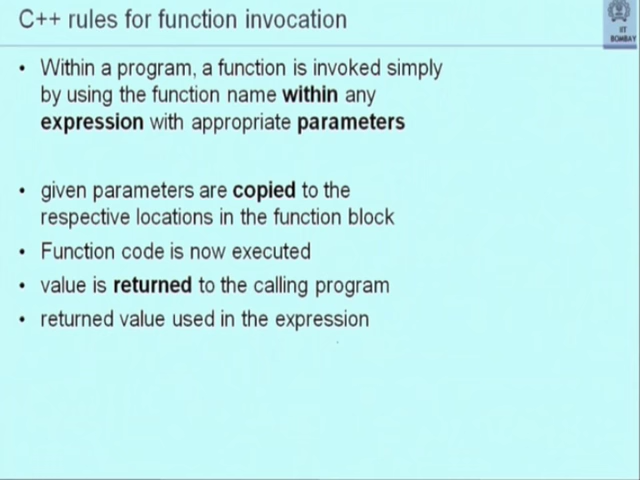 C++ rules for function invocation
IIT
BOMBAY
• Within a program, a function is invoked simply
by using the function name within any
expression with appropriate parameters
• given parameters are copied to the
respective locations in the function block
• Function code is now executed
• value is returned to the calling program
• returned value used in the expression